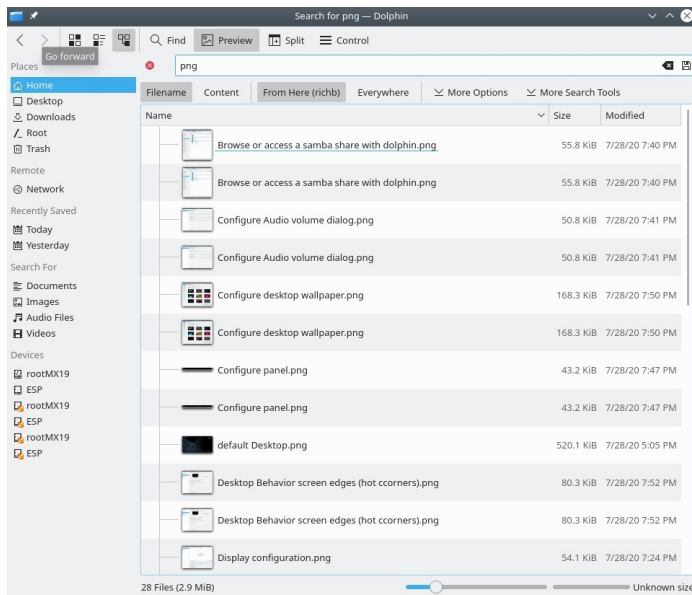 Search for png — Dolphin
Find Preview Split Control
Go forward
Places
png
Home
Desktop
Downloads
Root
Trash
Remote
Network
Recently Saved
Today
Yesterday
Search For
Documents
Images
Audio Files
Videos
Devices
rootMX19
ESP
rootMX19
ESP
rootMX19
ESP
Filename Content From Here (richb) Everywhere More Options More Search Tools
Name Size Modified
Browse or access a samba share with dolphin.png 55.8 KiB 7/28/20 7:40 PM
Browse or access a samba share with dolphin.png 55.8 KiB 7/28/20 7:40 PM
Configure Audio volume dialog.png 50.8 KiB 7/28/20 7:41 PM
Configure Audio volume dialog.png 50.8 KiB 7/28/20 7:41 PM
Configure desktop wallpaper.png 168.3 KiB 7/28/20 7:50 PM
Configure desktop wallpaper.png 168.3 KiB 7/28/20 7:50 PM
Configure panel.png 43.2 KiB 7/28/20 7:47 PM
Configure panel.png 43.2 KiB 7/28/20 7:47 PM
default Desktop.png 520.1 KiB 7/28/20 5:05 PM
Desktop Behavior screen edges (hot ccorners).png 80.3 KiB 7/28/20 7:52 PM
Desktop Behavior screen edges (hot ccorners).png 80.3 KiB 7/28/20 7:52 PM
Display configuration.png 54.1 KiB 7/28/20 7:24 PM
28 Files (2.9 MiB) Unknown size